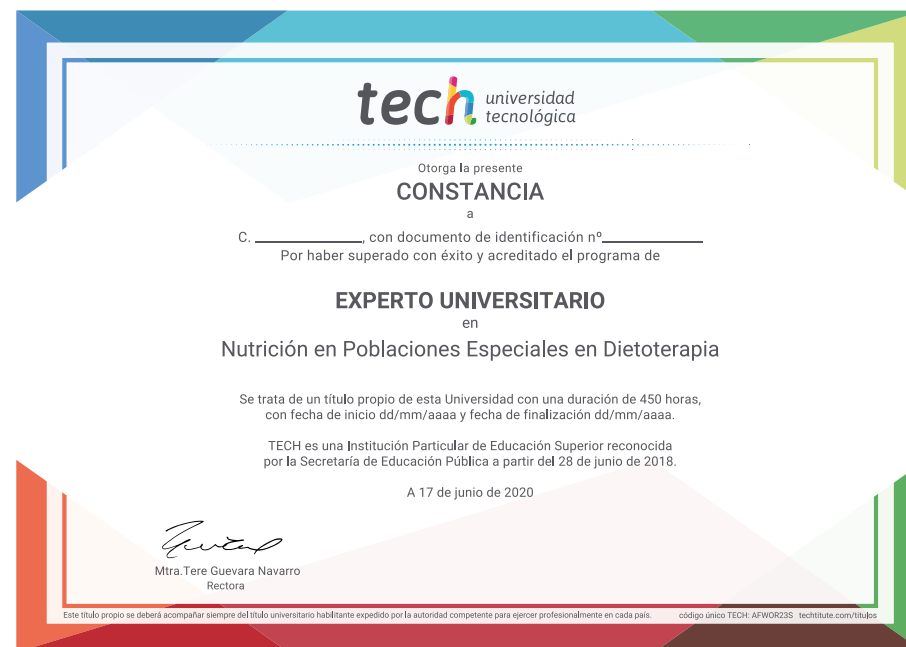 tech universidad
tecnológica
Otorga la presente
CONSTANCIA
a
C. ____________, con documento de identificación nº____________
Por haber superado con éxito y acreditado el programa de
EXPERTO UNIVERSITARIO
en
Nutrición en Poblaciones Especiales en Dietoterapia
Se trata de un título propio de esta Universidad con una duración de 450 horas,
con fecha de inicio dd/mm/aaaa y fecha de finalización dd/mm/aaaa.
TECH es una Institución Particular de Educación Superior reconocida
por la Secretaría de Educación Pública a partir del 28 de junio de 2018.
A 17 de junio de 2020
Mtra.Tere Guevara Navarro
Rectora
Este título propio se deberá acompañar siempre del título universitario habilitante expedido por la autoridad competente para ejercer profesionalmente en cada país. código único TECH: AFWOR23S techtitute.com/titulos